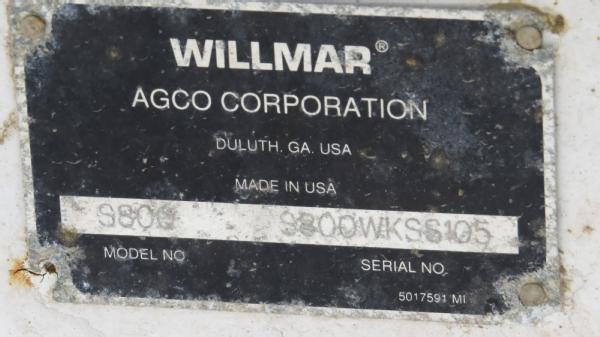 WILLMAR®
AGCO CORPORATION
DULUTH. GA. USA
MADE IN USA
S800
MODEL NO
SERIAL NO.
5017591 MI